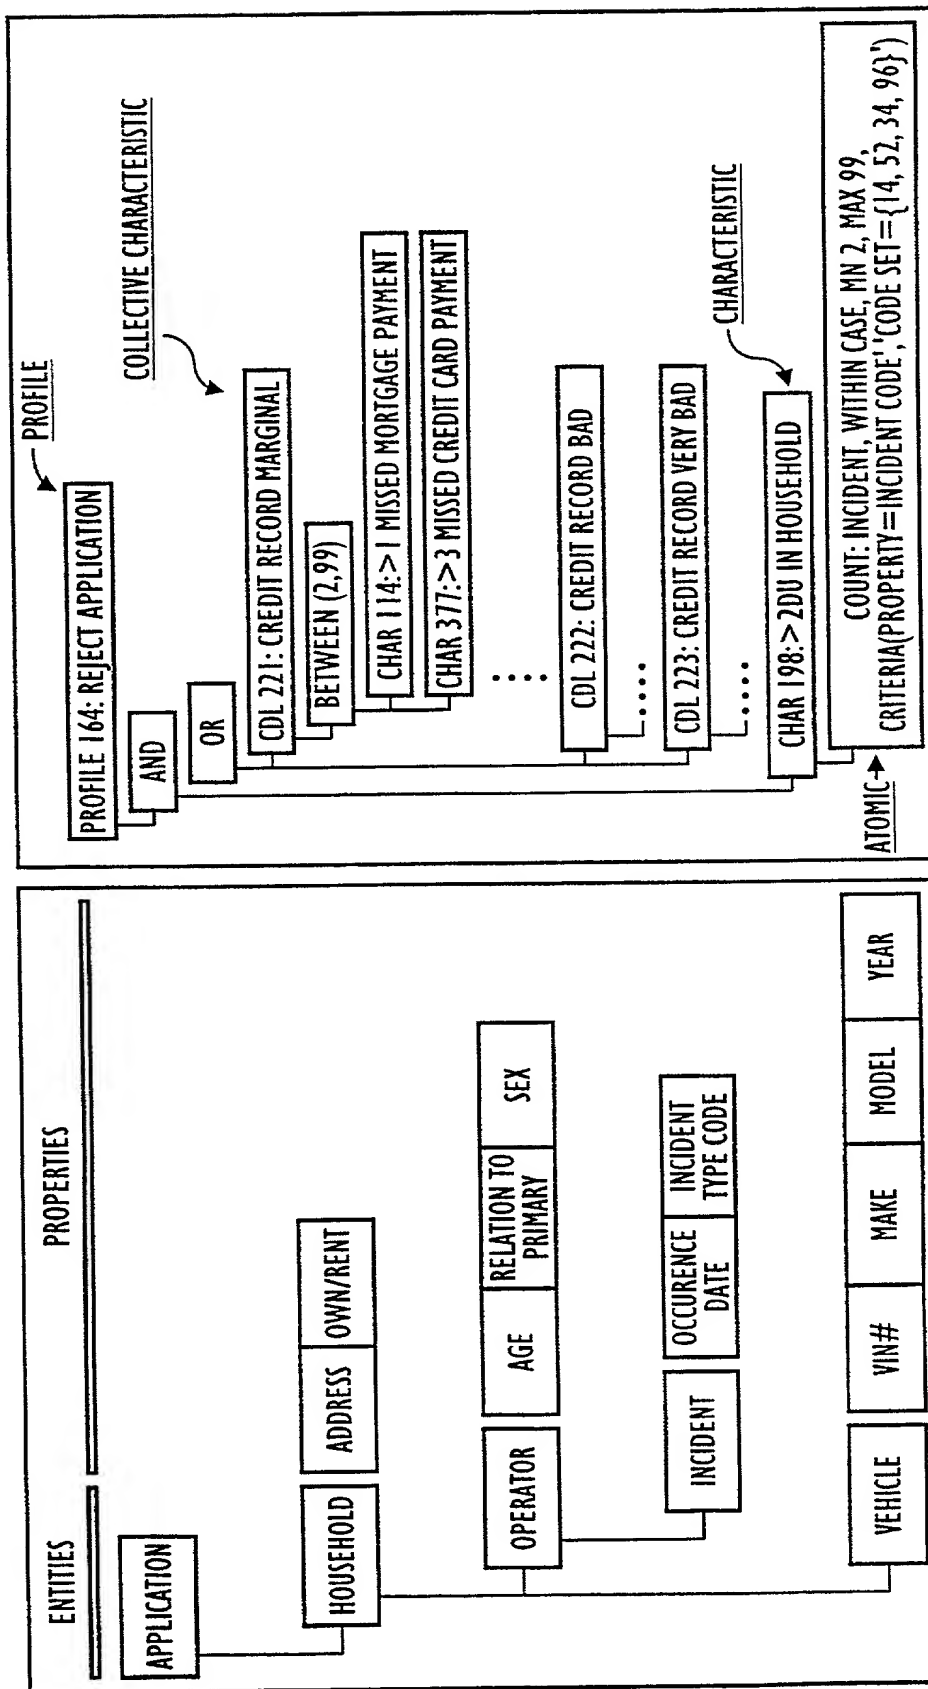 ENTITIES
PROPERTIES
APPLICATION
HOUSEHOLD
ADDRESS
OWN/RENT
OPERATOR
AGE
RELATION TO
PRIMARY
SEX
INCIDENT
OCCURENCE
DATE
INCIDENT
TYPE CODE
VEHICLE
VIN#
MAKE
MODEL
YEAR
PROFILE
PROFILE 164: REJECT APPLICATION
AND
OR
COLLECTIVE CHARACTERISTIC
CDL 221: CREDIT RECORD MARGINAL
BETWEEN (2,99)
CHAR 114:> 1 MISSED MORTGAGE PAYMENT
CHAR 377:> 3 MISSED CREDIT CARD PAYMENT
....
CDL 222: CREDIT RECORD BAD
....
CDL 223: CREDIT RECORD VERY BAD
....
CHARACTERISTIC
CHAR 198:> 2DU IN HOUSEHOLD
ATOMIC
COUNT: INCIDENT, WITHIN CASE, MN 2, MAX 99,
CRITERIA(PROPERTY=INCIDENT CODE','CODE SET={14, 52, 34, 96}')